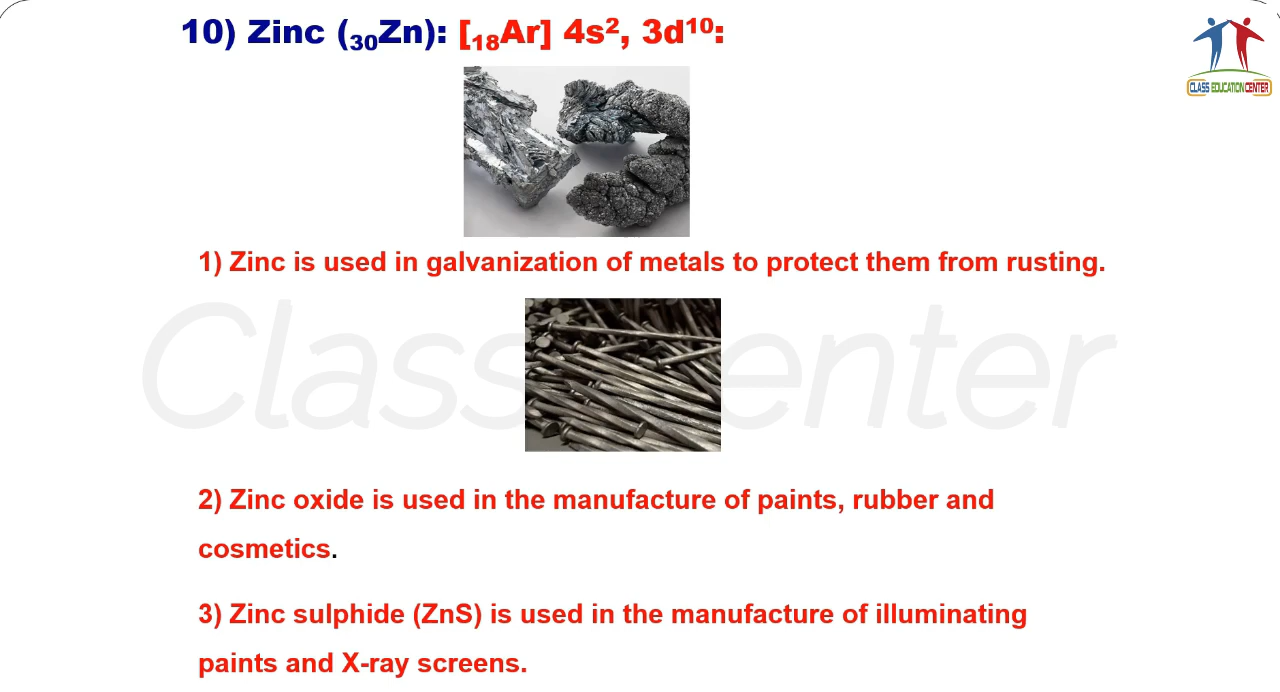 10) Zinc (₃₀Zn): [₁₈Ar] 4s², 3d¹⁰:
CLASS EDUCATION CENTER
1) Zinc is used in galvanization of metals to protect them from rusting.
Class enter
2) Zinc oxide is used in the manufacture of paints, rubber and
cosmetics.
3) Zinc sulphide (ZnS) is used in the manufacture of illuminating
paints and X-ray screens.